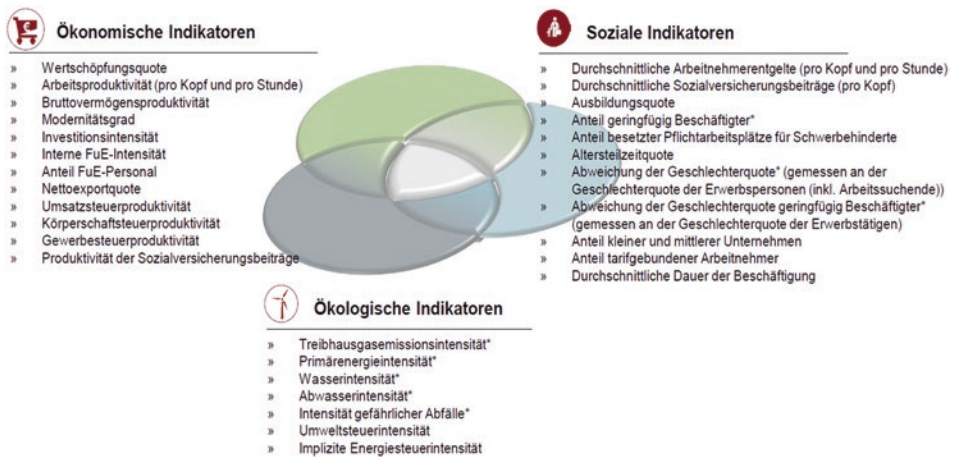 Ökonomische Indikatoren
» Wertschöpfungsquote
» Arbeitsproduktivität (pro Kopf und pro Stunde)
» Bruttovermögensproduktivität
» Modernitätsgrad
» Investitionsintensität
» Interne FuE-Intensität
» Anteil FuE-Personal
» Nettoexportquote
» Umsatzsteuerproduktivität
» Körperschaftsteuerproduktivität
» Gewerbesteuerproduktivität
» Produktivität der Sozialversicherungsbeiträge
Soziale Indikatoren
» Durchschnittliche Arbeitnehmerentgelte (pro Kopf und pro Stunde)
» Durchschnittliche Sozialversicherungsbeiträge (pro Kopf)
» Ausbildungsquote
» Anteil geringfügig Beschäftigter*
» Anteil besetzter Pflichtarbeitsplätze für Schwerbehinderte
» Altersteilzeitquote
» Abweichung der Geschlechterquote* (gemessen an der
Geschlechterquote der Erwerbspersonen (inkl. Arbeitssuchende))
» Abweichung der Geschlechterquote geringfügig Beschäftigter*
(gemessen an der Geschlechterquote der Erwerbstätigen)
» Anteil kleiner und mittlerer Unternehmen
» Anteil tarifgebundener Arbeitnehmer
» Durchschnittliche Dauer der Beschäftigung
Ökologische Indikatoren
» Treibhausgasemissionsintensität*
» Primärenergieintensität*
» Wasserintensität*
» Abwasserintensität*
» Intensität gefährlicher Abfälle*
» Umweltsteuerintensität
» Implizite Energiesteuerintensität